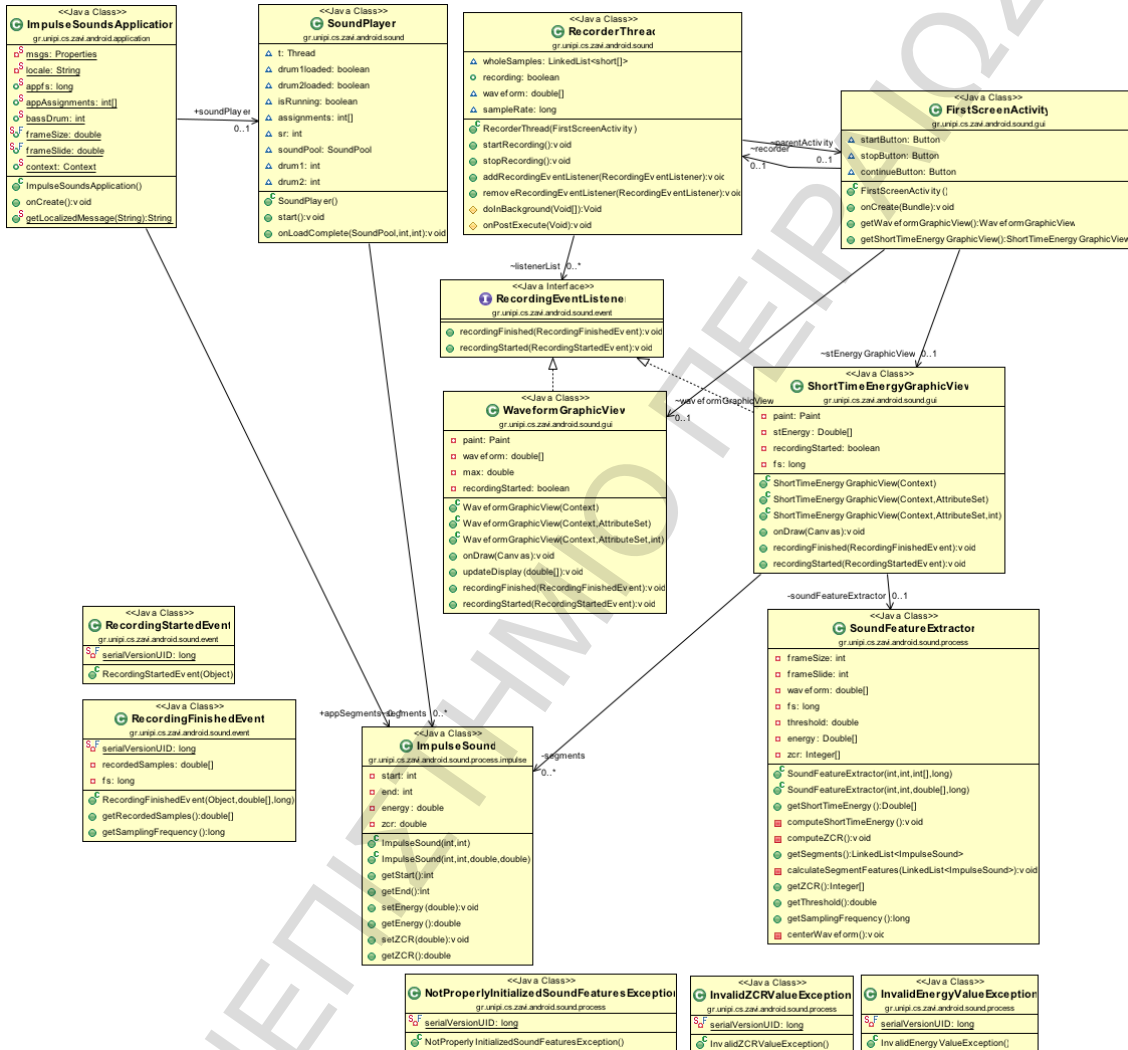 <<Java Class>>
ImpulseSoundsApplication
gr.unipi.cs.zavi.android.application
msgs: Properties
locale: String
appfs: long
appAssignments: int[]
bassDrum: int
frameSize: double
frameSlide: double
context: Context
ImpulseSoundsApplication()
onCreate():void
getLocalizedMessage(String):String
+soundPlayer
0..1
<<Java Class>>
SoundPlayer
gr.unipi.cs.zavi.android.sound
t: Thread
drum1loaded: boolean
drum2loaded: boolean
isRunning: boolean
assignments: int[]
sr: int
soundPool: SoundPool
drum1: int
drum2: int
SoundPlayer()
start():void
onLoadComplete(SoundPool,int,int):void
<<Java Class>>
RecorderThread
gr.unipi.cs.zavi.android.sound
wholeSamples: LinkedList<short[]>
recording: boolean
waveform: double[]
sampleRate: long
RecorderThread(FirstScreenActivity)
startRecording():void
stopRecording():void
addRecordingEventListener(RecordingEventListener):void
removeRecordingEventListener(RecordingEventListener):void
doInBackground(Void[]):Void
onPostExecute(Void):void
~parentActivity
0..1
~recorder
0..1
<<Java Class>>
FirstScreenActivity
gr.unipi.cs.zavi.android.sound.gui
startButton: Button
stopButton: Button
continueButton: Button
FirstScreenActivity()
onCreate(Bundle):void
getWaveformGraphicView():WaveformGraphicView
getShortTimeEnergyGraphicView():ShortTimeEnergyGraphicView
~listenerList 0..*
<<Java Interface>>
RecordingEventListene
gr.unipi.cs.zavi.android.sound.event
recordingFinished(RecordingFinishedEvent):void
recordingStarted(RecordingStartedEvent):void
~stEnergyGraphicView 0..1
~waveformGraphicView
0..1
<<Java Class>>
WaveformGraphicView
gr.unipi.cs.zavi.android.sound.gui
paint: Paint
waveform: double[]
max: double
recordingStarted: boolean
WaveformGraphicView(Context)
WaveformGraphicView(Context,AttributeSet)
WaveformGraphicView(Context,AttributeSet,int)
onDraw(Canvas):void
updateDisplay(double[]):void
recordingFinished(RecordingFinishedEvent):void
recordingStarted(RecordingStartedEvent):void
<<Java Class>>
ShortTimeEnergyGraphicView
gr.unipi.cs.zavi.android.sound.gui
paint: Paint
stEnergy: Double[]
recordingStarted: boolean
fs: long
ShortTimeEnergyGraphicView(Context)
ShortTimeEnergyGraphicView(Context,AttributeSet)
ShortTimeEnergyGraphicView(Context,AttributeSet,int)
onDraw(Canvas):void
recordingFinished(RecordingFinishedEvent):void
recordingStarted(RecordingStartedEvent):void
-soundFeatureExtractor 0..1
<<Java Class>>
SoundFeatureExtractor
gr.unipi.cs.zavi.android.sound.process
frameSize: int
frameSlide: int
waveform: double[]
fs: long
threshold: double
energy: Double[]
zcr: Integer[]
SoundFeatureExtractor(int,int,int[],long)
SoundFeatureExtractor(int,int,double[],long)
getShortTimeEnergy():Double[]
computeShortTimeEnergy():void
computeZCR():void
getSegments():LinkedList<ImpulseSound>
calculateSegmentFeatures(LinkedList<ImpulseSound>):void
getZCR():Integer[]
getThreshold():double
getSamplingFrequency():long
centerWaveform():void
<<Java Class>>
RecordingStartedEvent
gr.unipi.cs.zavi.android.sound.event
serialVersionUID: long
RecordingStartedEvent(Object)
<<Java Class>>
RecordingFinishedEvent
gr.unipi.cs.zavi.android.sound.event
serialVersionUID: long
recordedSamples: double[]
fs: long
RecordingFinishedEvent(Object,double[],long)
getRecordedSamples():double[]
getSamplingFrequency():long
+appSegments 0..*
~segments 0..*
-segments
0..*
<<Java Class>>
ImpulseSound
gr.unipi.cs.zavi.android.sound.process.impulse
start: int
end: int
energy: double
zcr: double
ImpulseSound(int,int)
ImpulseSound(int,int,double,double)
getStart():int
getEnd():int
setEnergy(double):void
getEnergy():double
setZCR(double):void
getZCR():double
<<Java Class>>
NotProperlyInitializedSoundFeaturesException
gr.unipi.cs.zavi.android.sound.process
serialVersionUID: long
NotProperlyInitializedSoundFeaturesException()
<<Java Class>>
InvalidZCRValueException
gr.unipi.cs.zavi.android.sound.process
serialVersionUID: long
InvalidZCRValueException()
<<Java Class>>
InvalidEnergyValueException
gr.unipi.cs.zavi.android.sound.process
serialVersionUID: long
InvalidEnergyValueException()